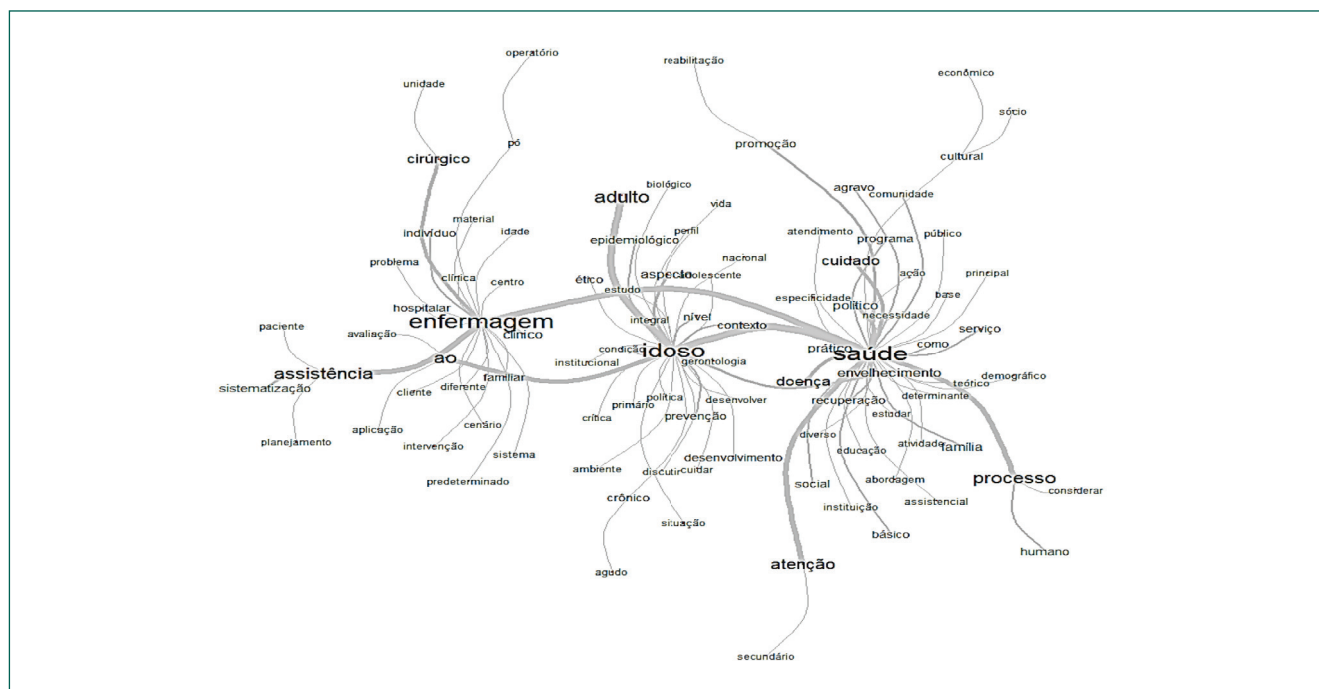 operatório
reabilitação
econômico
unidade
sócio
pó
promoção
cultural
cirúrgico
biológico
agravo
comunidade
adulto
vida
material
indivíduo
idade
perfil
atendimento
público
epidemiológico
programa
nacional
problema
cuidado
clínica
centro
ético
aspecto
adolescente
ação
principal
estudo
especificidade
político
base
hospitalar
necessidade
enfermagem
integral
nível
contexto
paciente
avaliação
clínico
como
serviço
condição
idoso
prático
saúde
ao
institucional
gerontologia
assistência
familiar
doença
envelhecimento
demográfico
sistematização
diferente
teórico
cliente
política
desenvolver
recuperação
determinante
primário
crítica
prevenção
estudar
planejamento
aplicação
cenário
diverso
intervenção
sistema
educação
atividade
família
desenvolvimento
ambiente
discutir
cuidar
predeterminado
social
abordagem
processo
considerar
crônico
instituição
assistencial
situação
básico
humano
agudo
atenção
secundário